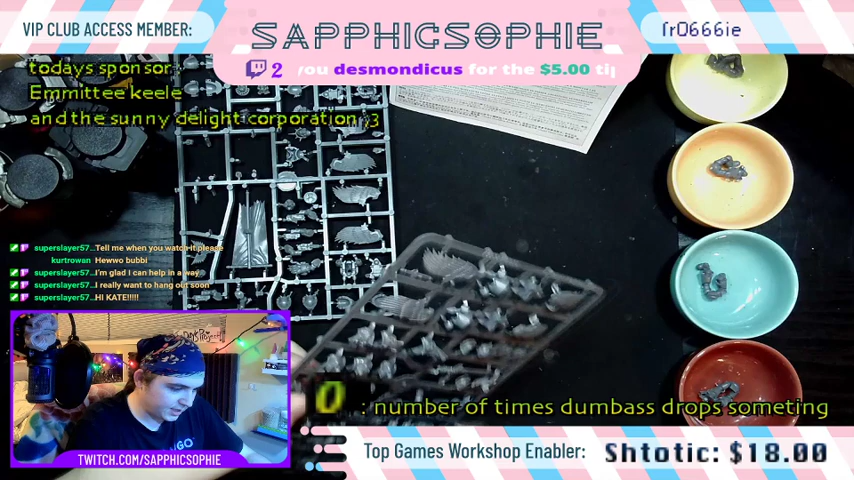 VIP CLUB ACCESS MEMBER:
SAPPHICSOPHIE
fr0666ie
2 you desmondicus for the $5.00 tip
todays sponsor:
Emmittee keele
and the sunny delight corporation ;3
superslayer57: Tell me when you watch it please
kurtrowan Hewwo bubbi
superslayer57: I'm glad I can help in a way.
superslayer57: I really want to hang out soon
superslayer57: HI KATE!!!!!
0 : number of times dumbass drops someting
TWITCH.COM/SAPPHICSOPHIE
Top Games Workshop Enabler: Shtotic: $18.00